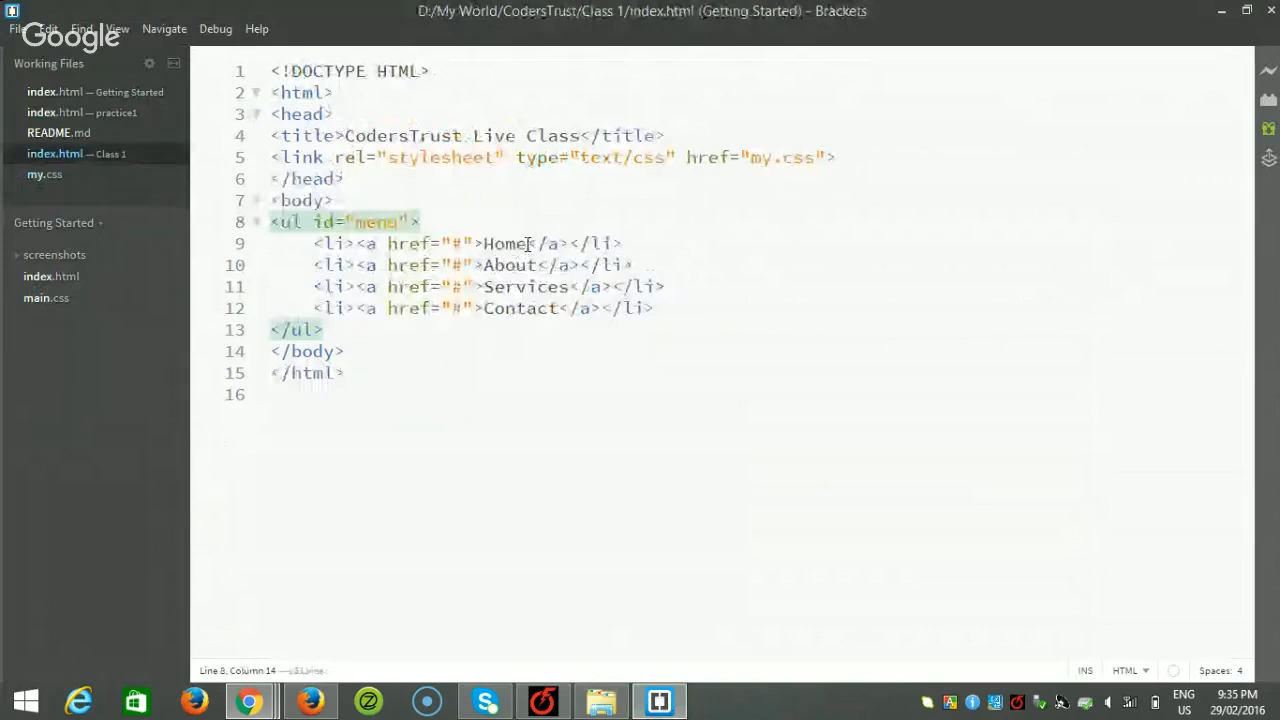 D:/My World/CodersTrust/Class 1/index.html (Getting Started) - Brackets
File Edit Find View Navigate Debug Help
Google
Working Files
index.html — Getting Started
index.html — practice1
README.md
index.html — Class 1
my.css
Getting Started
screenshots
index.html
main.css
1 <!DOCTYPE HTML>
2 <html>
3 <head>
4 <title>CodersTrust Live Class</title>
5 <link rel="stylesheet" type="text/css" href="my.css">
6 </head>
7 <body>
8 <ul id="menu">
9 <li><a href="#">Home</a></li>
10 <li><a href="#">About</a></li>
11 <li><a href="#">Services</a></li>
12 <li><a href="#">Contact</a></li>
13 </ul>
14 </body>
15 </html>
16
Line 8, Column 14
INS HTML Spaces: 4
ENG 9:35 PM
US 29/02/2016